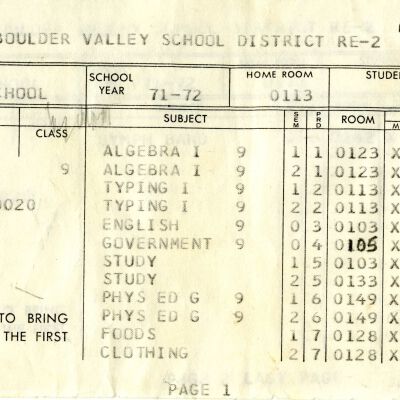 BOULDER VALLEY SCHOOL DISTRICT RE-2
SCHOOL YEAR 71-72 HOME ROOM 0113 STUDE
CHOOL
CLASS SUBJECT SEM PRD ROOM M
ALGEBRA I 9 1 1 0123 X
9 ALGEBRA I 9 2 1 0123 X
TYPING I 9 1 2 0113 X
0020 TYPING I 9 2 2 0113 X
ENGLISH 9 0 3 0103 X
GOVERNMENT 9 0 4 0105 X
STUDY 1 5 0103 X
STUDY 2 5 0133 X
PHYS ED G 9 1 6 0149 X
TO BRING PHYS ED G 9 2 6 0149 X
THE FIRST FOODS 1 7 0128 X
CLOTHING 2 7 0128 X
PAGE 1